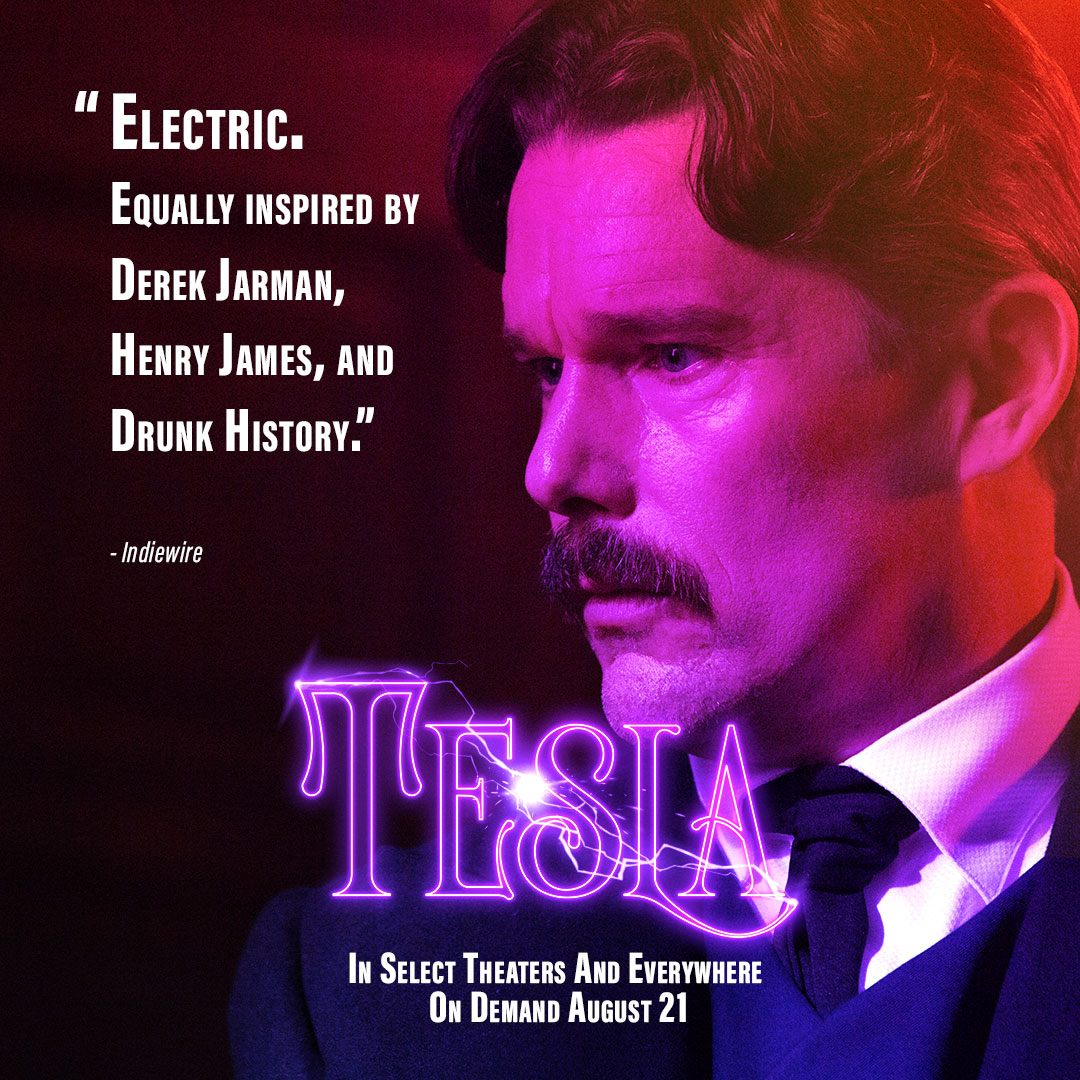 “ Electric.
Equally inspired by
Derek Jarman,
Henry James, and
Drunk History.”
- Indiewire
Tesla
In Select Theaters And Everywhere
On Demand August 21